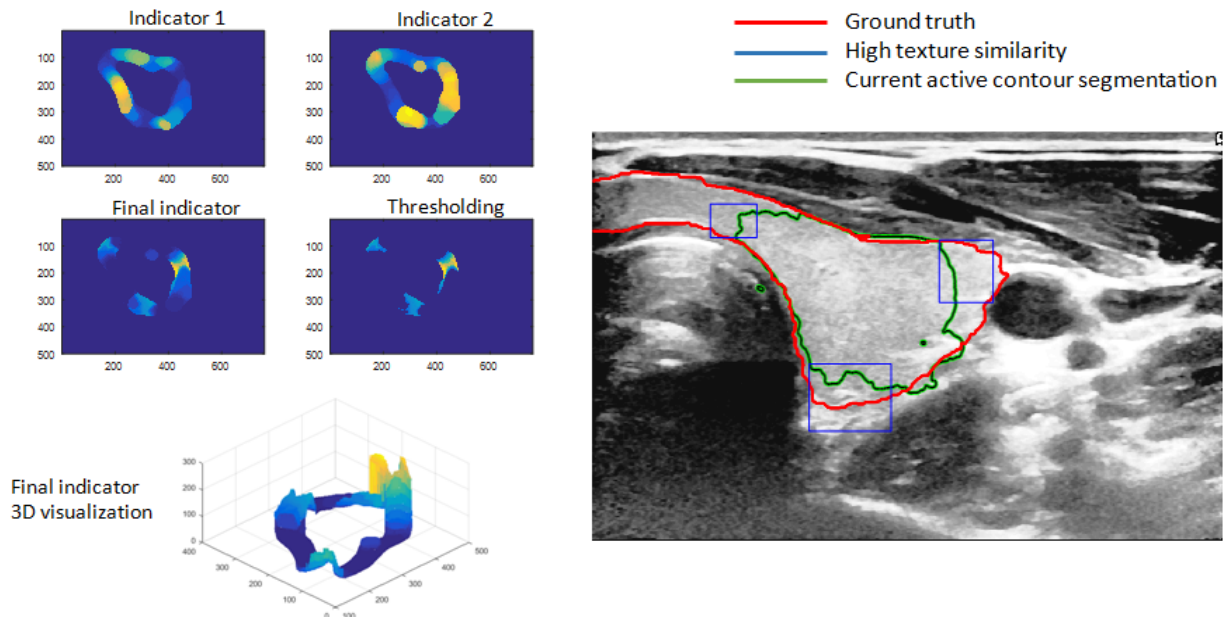 Indicator 1
Indicator 2
100
200
300
400
500
200 400 600
100
200
300
400
500
200 400 600
Final indicator
Thresholding
100
200
300
400
500
200 400 600
100
200
300
400
500
200 400 600
Final indicator
3D visualization
300
200
100
0
400
300
200
100
0
100
200
300
400
500
Ground truth
High texture similarity
Current active contour segmentation